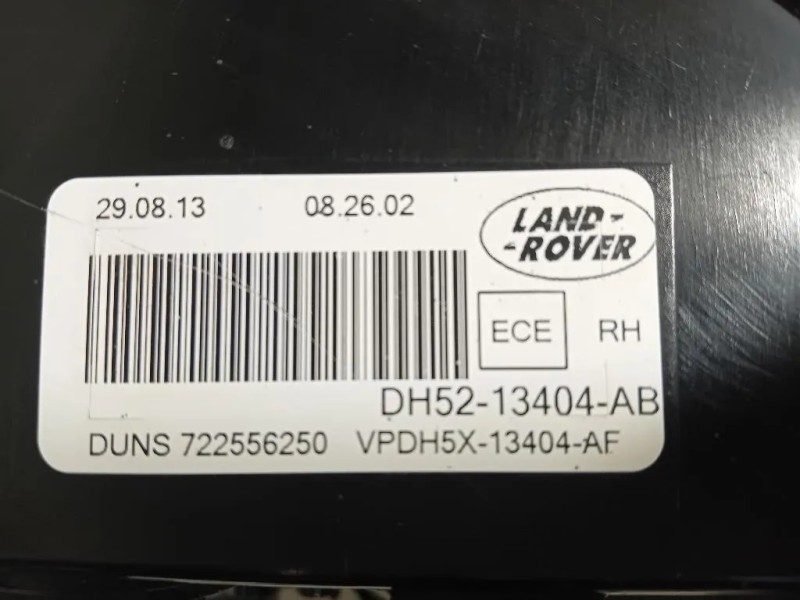 29.08.13 08.26.02
LAND-
-ROVER
ECE RH
DH52-13404-AB
DUNS 722556250 VPDH5X-13404-AF